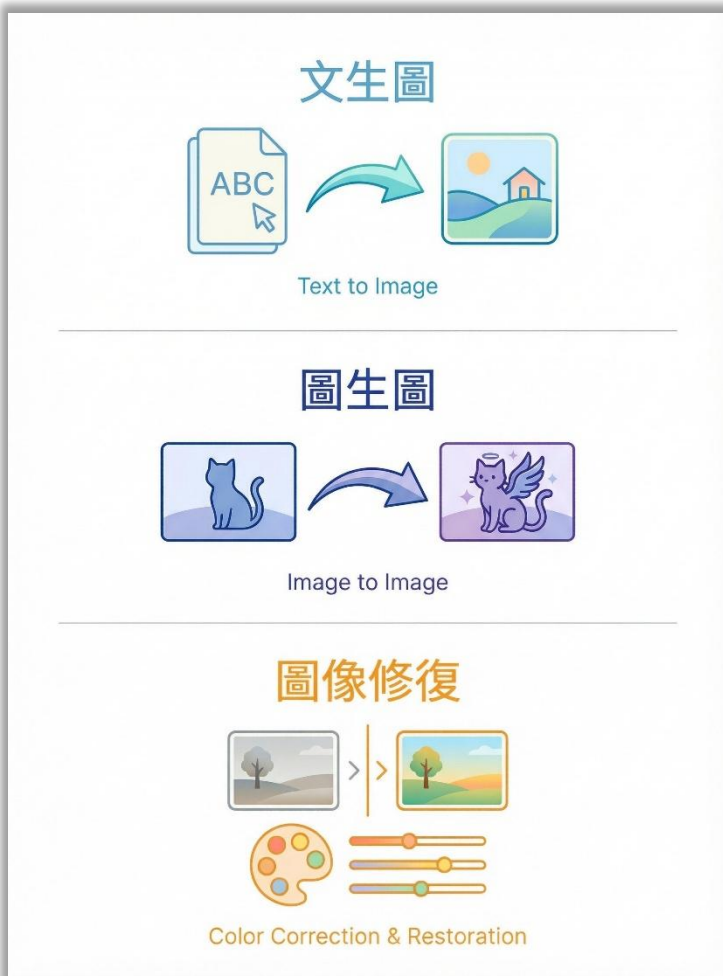 文生圖
ABC
Text to Image
圖生圖
Image to Image
圖像修復
Color Correction & Restoration